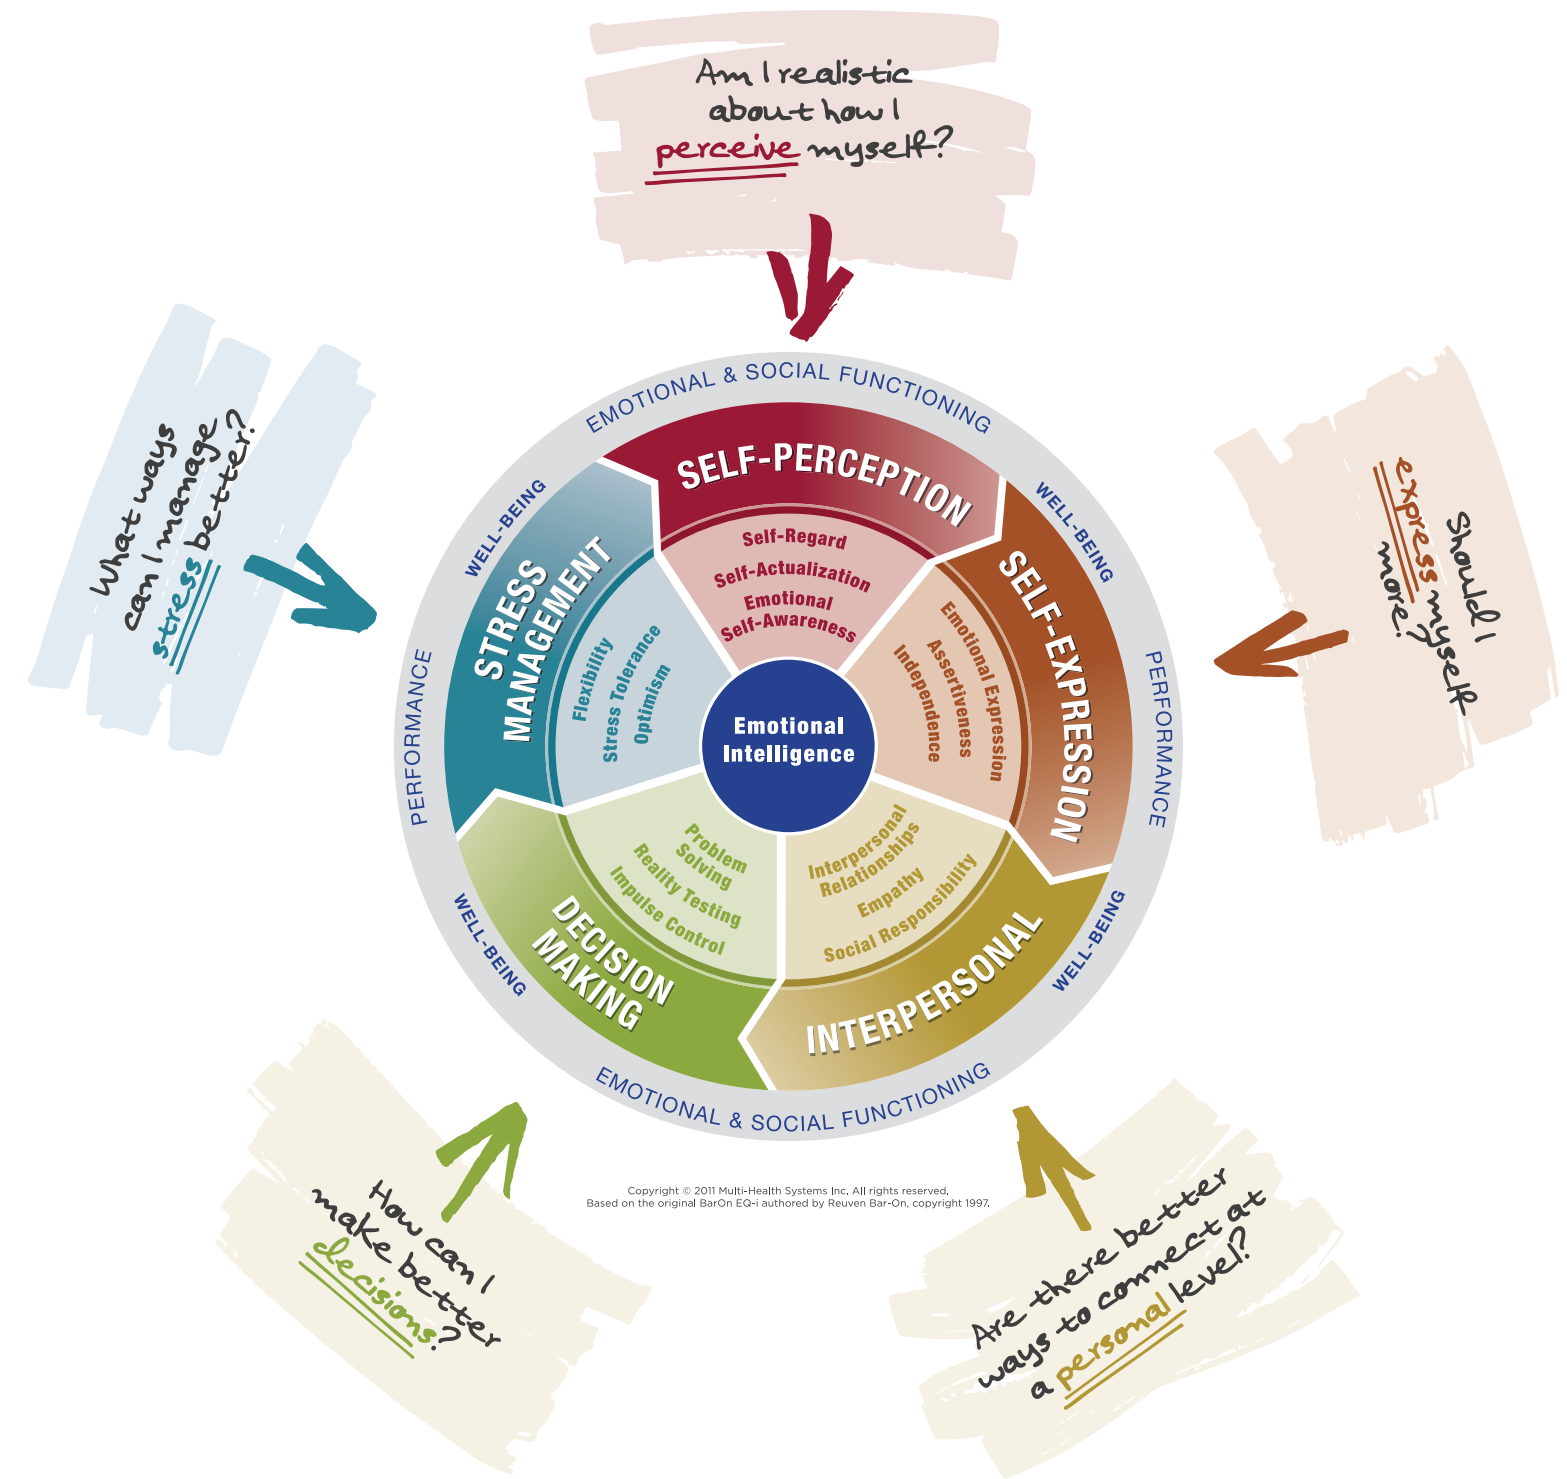 Am I realistic
about how I
perceive myself?
What ways
can I manage
stress better?
Should I
express myself
more?
EMOTIONAL & SOCIAL FUNCTIONING
WELL-BEING
WELL-BEING
PERFORMANCE
PERFORMANCE
SELF-PERCEPTION
Self-Regard
Self-Actualization
Emotional
Self-Awareness
SELF-EXPRESSION
Emotional Expression
Assertiveness
Independence
STRESS
MANAGEMENT
Flexibility
Stress Tolerance
Optimism
Emotional
Intelligence
INTERPERSONAL
Interpersonal
Relationships
Empathy
Social Responsibility
DECISION
MAKING
Problem
Solving
Reality Testing
Impulse Control
WELL-BEING
WELL-BEING
EMOTIONAL & SOCIAL FUNCTIONING
Copyright © 2011 Multi-Health Systems Inc. All rights reserved.
Based on the original BarOn EQ-i authored by Reuven Bar-On, copyright 1997.
How can I
make better
decisions?
Are there better
ways to connect at
a personal level?